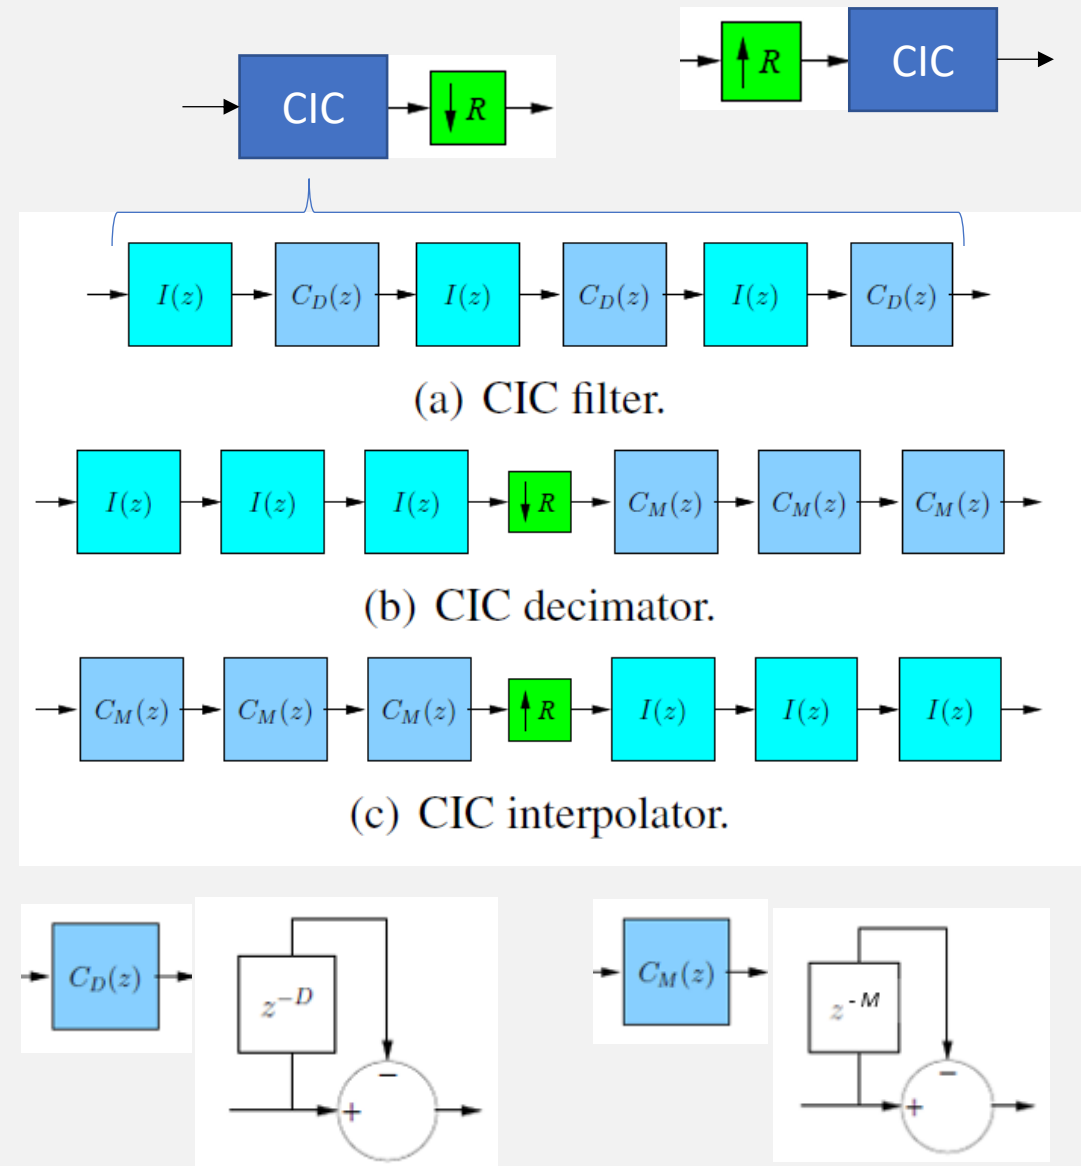 CIC
↓ R
↑ R
CIC
I(z) C_D(z) I(z) C_D(z) I(z) C_D(z)
(a) CIC filter.
I(z) I(z) I(z) ↓ R C_M(z) C_M(z) C_M(z)
(b) CIC decimator.
C_M(z) C_M(z) C_M(z) ↑ R I(z) I(z) I(z)
(c) CIC interpolator.
C_D(z)
z^{-D}
−
+
C_M(z)
z^{-M}
−
+